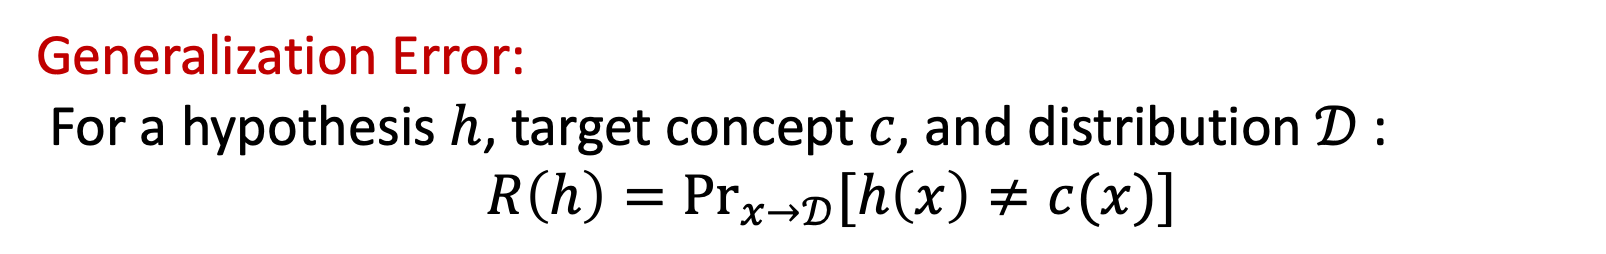 Generalization Error:
For a hypothesis ℎ, target concept 𝑐, and distribution 𝒟 :
𝑅(ℎ) = Pr𝑥→𝒟[ℎ(𝑥) ≠ 𝑐(𝑥)]